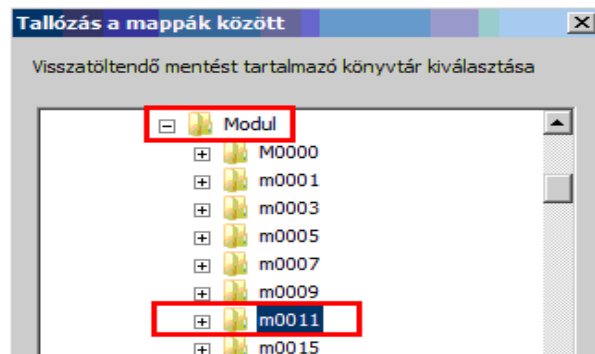 Tallózás a mappák között
Visszatöltendő mentést tartalmazó könyvtár kiválasztása
Modul
M0000
m0001
m0003
m0005
m0007
m0009
m0011
m0015